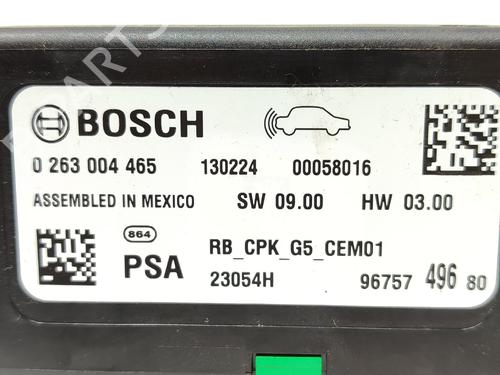 BOSCH
0 263 004 465 130224 00058016
ASSEMBLED IN MEXICO SW 09.00 HW 03.00
864
PSA RB_CPK_G5_CEM01
23054H 96757 496 80